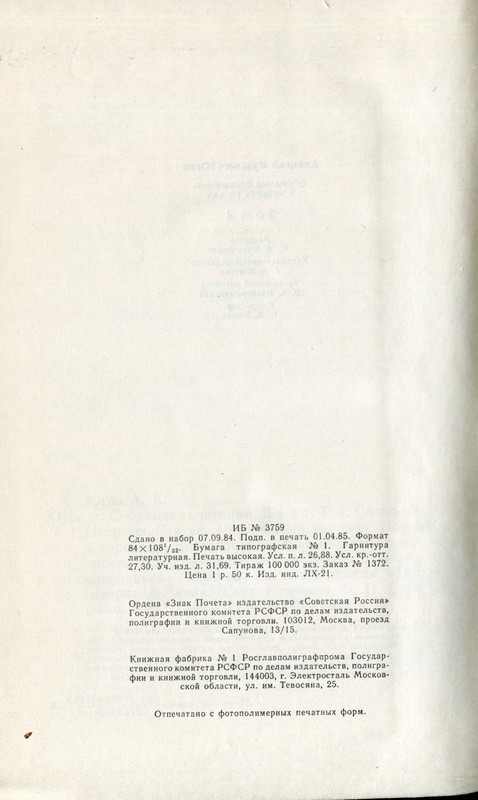 ИБ № 3759
Сдано в набор 07.09.84. Подп. в печать 01.04.85. Формат
84×108¹/₃₂. Бумага типографская № 1. Гарнитура
литературная. Печать высокая. Усл. п. л. 26,88. Усл. кр.-отт.
27,30. Уч. изд. л. 31,69. Тираж 100 000 экз. Заказ № 1372.
Цена 1 р. 50 к. Изд. инд. ЛХ-21.
Ордена «Знак Почета» издательство «Советская Россия»
Государственного комитета РСФСР по делам издательств,
полиграфии и книжной торговли. 103012, Москва, проезд
Сапунова, 13/15.
Книжная фабрика № 1 Росглавполиграфпрома Государ-
ственного комитета РСФСР по делам издательств, полигра-
фии и книжной торговли, 144003, г. Электросталь Москов-
ской области, ул. им. Тевосяна, 25.
Отпечатано с фотополимерных печатных форм.